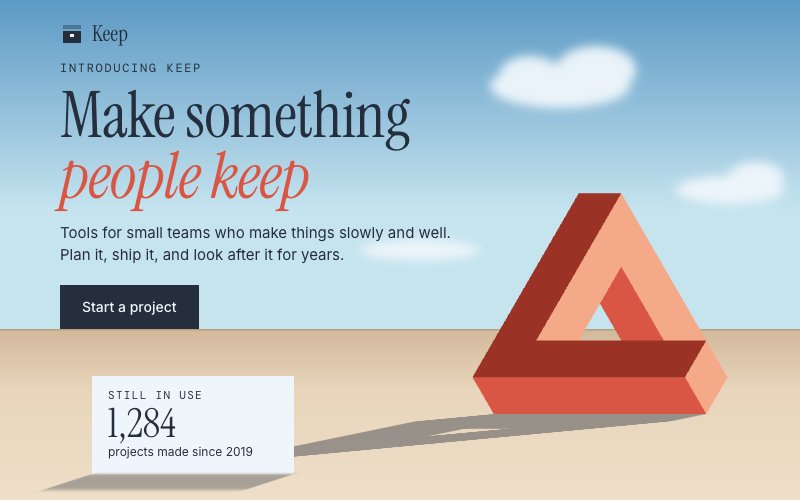 Keep
INTRODUCING KEEP
Make something
people keep
Tools for small teams who make things slowly and well.
Plan it, ship it, and look after it for years.
Start a project
STILL IN USE
1,284
projects made since 2019